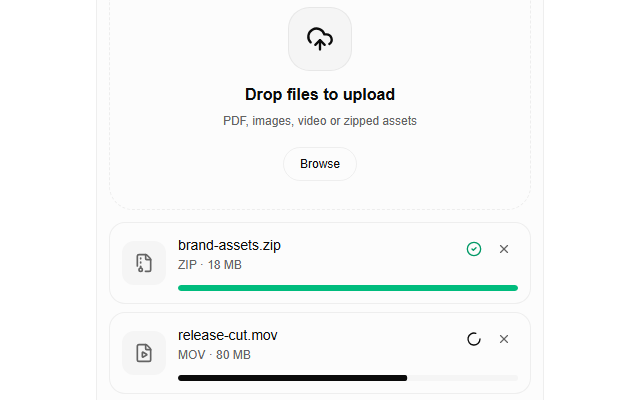 Drop files to upload
PDF, images, video or zipped assets
Browse
brand-assets.zip
ZIP · 18 MB
release-cut.mov
MOV · 80 MB